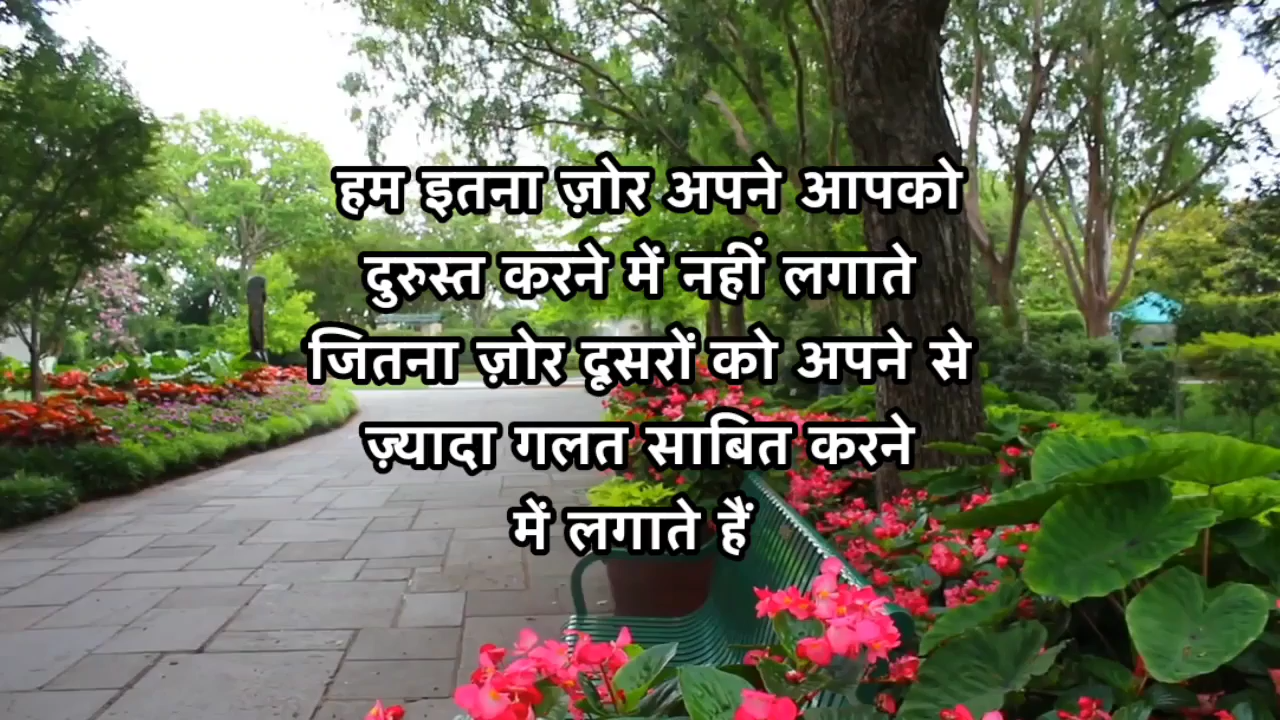 हम इतना ज़ोर अपने आपको
दुरुस्त करने में नहीं लगाते
जितना ज़ोर दूसरों को अपने से
ज़्यादा गलत साबित करने
में लगाते हैं